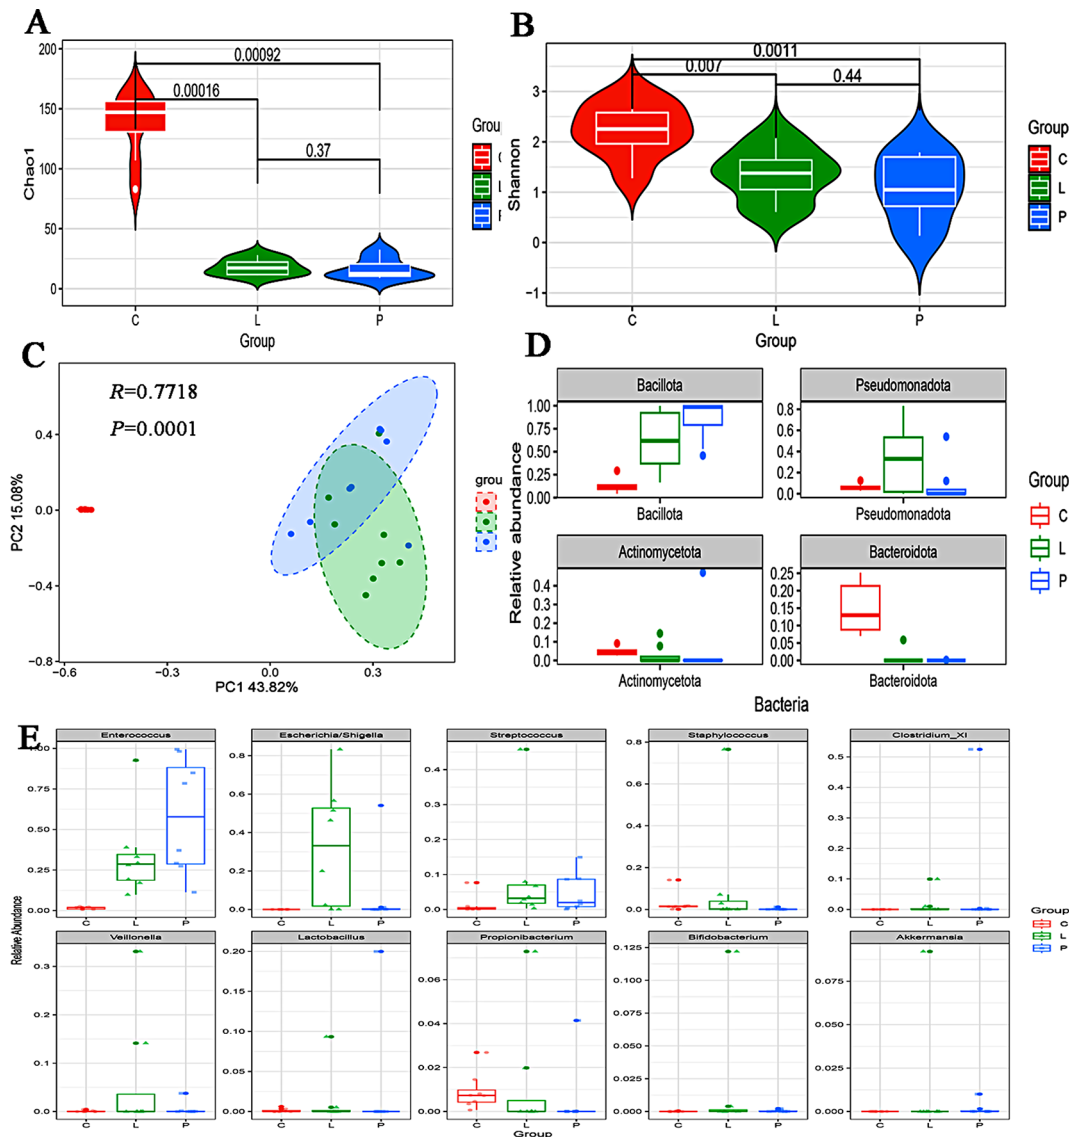 A
200
150
100
50
0
Chao1
0.00092
0.00016
0.37
C L P
Group
Grou
C
L
B
3
2
1
0
−1
Shannon
0.0011
0.007
0.44
C L P
Group
Group
C
L
P
C
R=0.7718
P=0.0001
0.4
0.0
−0.4
−0.8
PC2 15.08%
−0.6 −0.3 0.0 0.3
PC1 43.82%
grou
D
Relative abundance
Bacillota
1.00
0.75
0.50
0.25
0.00
Bacillota
Pseudomonadota
0.8
0.6
0.4
0.2
0.0
Pseudomonadota
Actinomycetota
0.4
0.3
0.2
0.1
0.0
Actinomycetota
Bacteroidota
0.25
0.20
0.15
0.10
0.05
0.00
Bacteroidota
Bacteria
Group
C
L
P
E
Relative Abundance
Enterococcus
1.00
0.75
0.50
0.25
0.00
C L P
Escherichia/Shigella
0.8
0.6
0.4
0.2
0.0
C L P
Streptococcus
0.4
0.3
0.2
0.1
0.0
C L P
Staphylococcus
0.8
0.6
0.4
0.2
0.0
C L P
Clostridium_XI
0.5
0.4
0.3
0.2
0.1
0.0
C L P
Veillonella
0.3
0.2
0.1
0.0
C L P
Lactobacillus
0.20
0.15
0.10
0.05
0.00
C L P
Propionibacterium
0.06
0.04
0.02
0.00
C L P
Bifidobacterium
0.125
0.100
0.075
0.050
0.025
0.000
C L P
Akkermansia
0.075
0.050
0.025
0.000
C L P
Group
Group
C
L
P